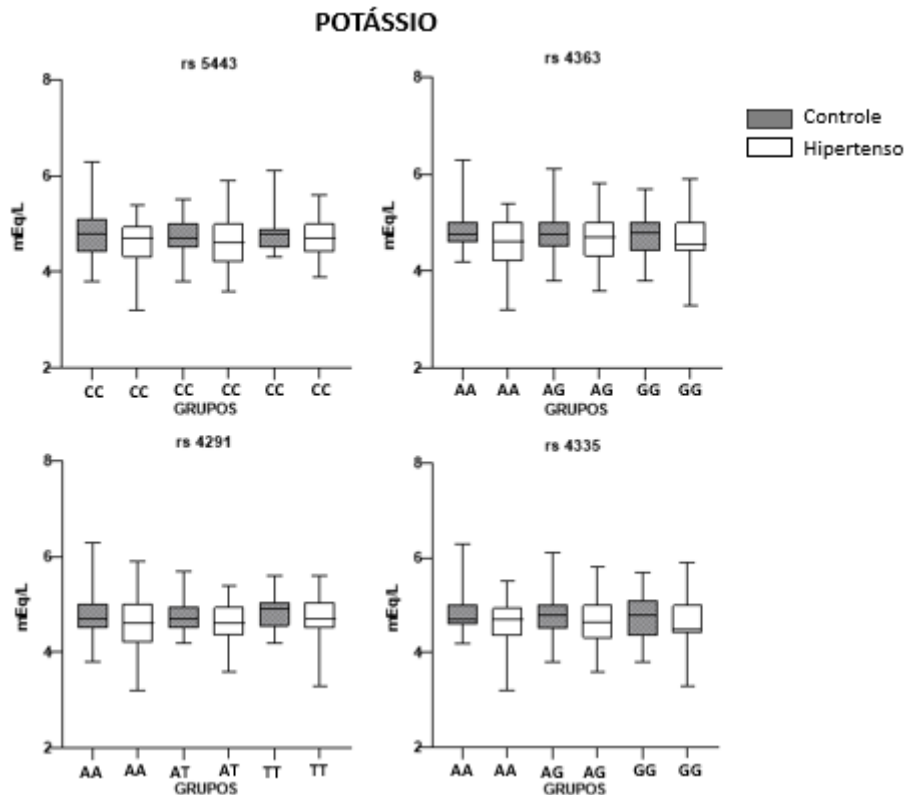 POTÁSSIO
rs 5443
8
6
4
2
mEq/L
CC CC CC CC CC CC
GRUPOS
rs 4363
8
6
4
2
mEq/L
AA AA AG AG GG GG
GRUPOS
Controle
Hipertenso
rs 4291
8
6
4
2
mEq/L
AA AA AT AT TT TT
GRUPOS
rs 4335
8
6
4
2
mEq/L
AA AA AG AG GG GG
GRUPOS